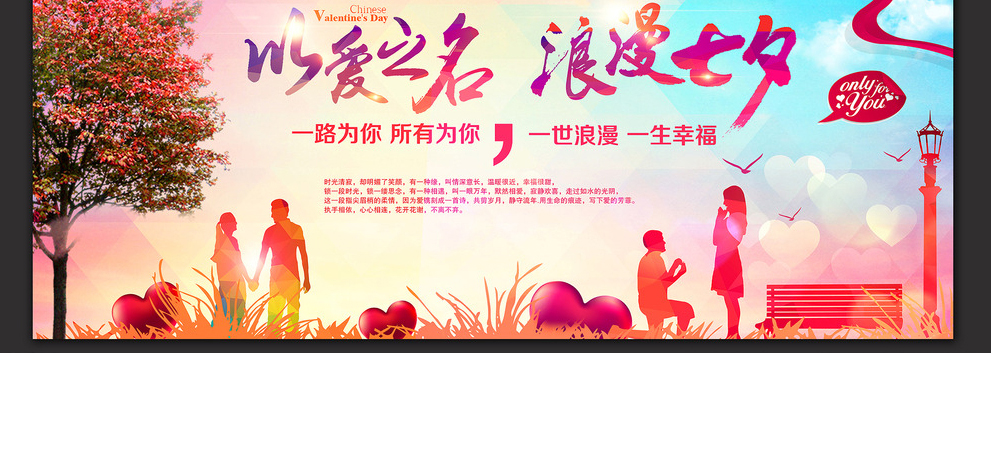 Chinese
Valentine's Day
以爱之名 浪漫七夕
only for
You
一路为你 所有为你，一世浪漫 一生幸福
时光清寂，却明媚了笑颜，有一种缘，叫情深意长，温暖很近，幸福很甜，
锁一段时光，锁一缕思念，有一种相遇，叫一眼万年，默然相爱，寂静欢喜，走过如水的光阴，
这一段指尖眉梢的柔情，因为爱镌刻成一首诗，共剪岁月，静守流年.用生命的痕迹，写下爱的芳菲，
执手相依，心心相连，花开花谢，不离不弃。